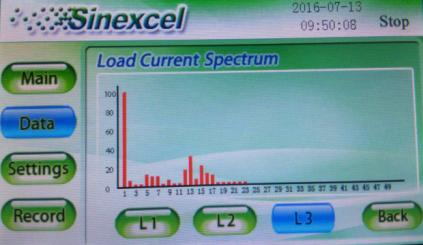 Sinexcel
2016-07-13
09:50:08
Stop
Load Current Spectrum
Main
Data
Settings
Record
100
80
60
40
20
0
1 3 5 7 9 11 13 15 17 19 21 23 25 27 29 31 33 35 37 39 41 43 45 47 49
L1
L2
L3
Back